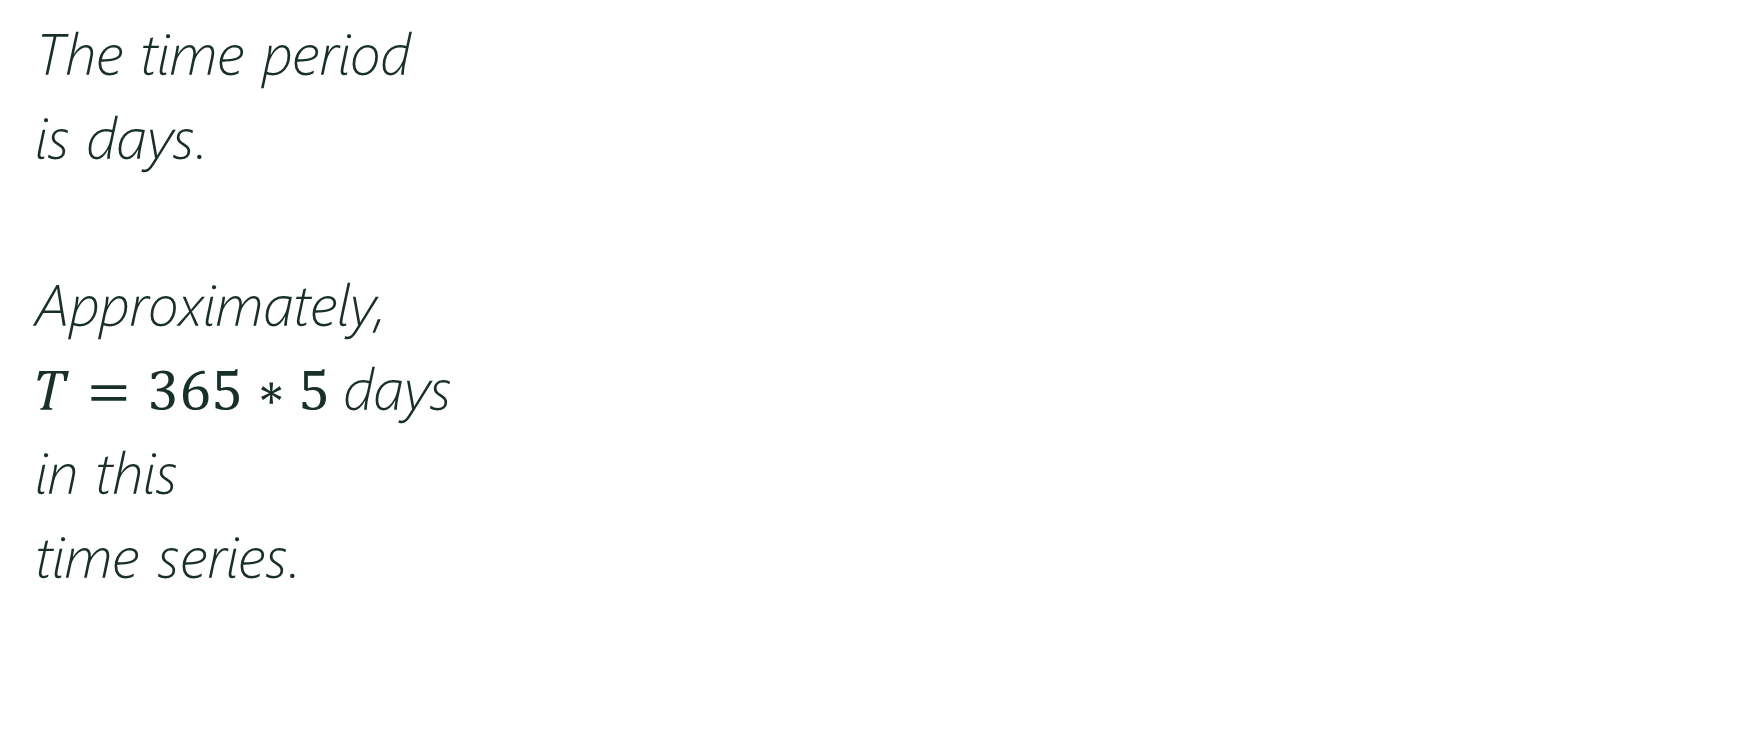 The time period
is days.
Approximately,
T = 365 * 5 days
in this
time series.